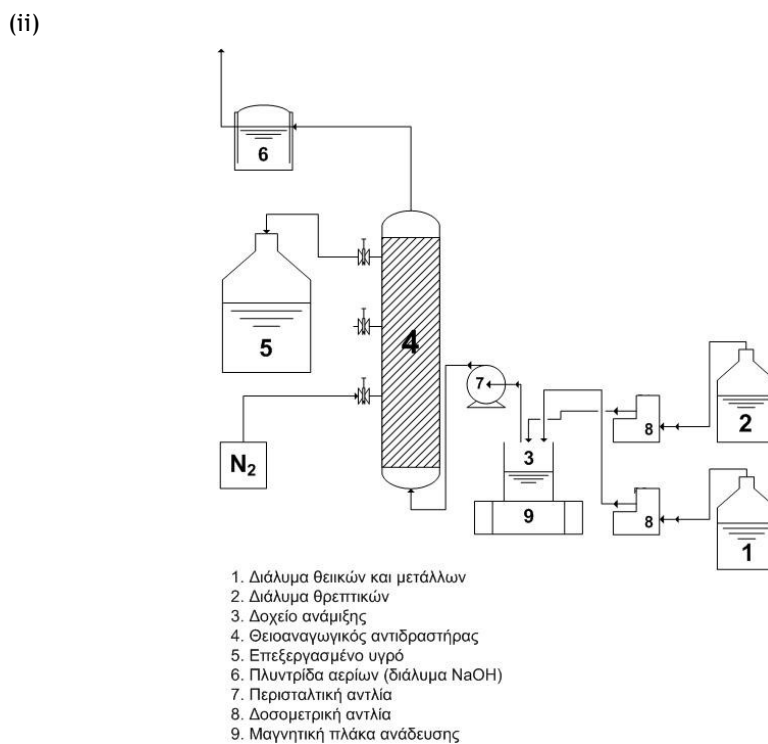 (ii)
6
5
4
7
2
8
3
N2
9
8
1
1. Διάλυμα θειικών και μετάλλων
2. Διάλυμα θρεπτικών
3. Δοχείο ανάμιξης
4. Θειοαναγωγικός αντιδραστήρας
5. Επεξεργασμένο υγρό
6. Πλυντρίδα αερίων (διάλυμα NaOH)
7. Περισταλτική αντλία
8. Δοσομετρική αντλία
9. Μαγνητική πλάκα ανάδευσης